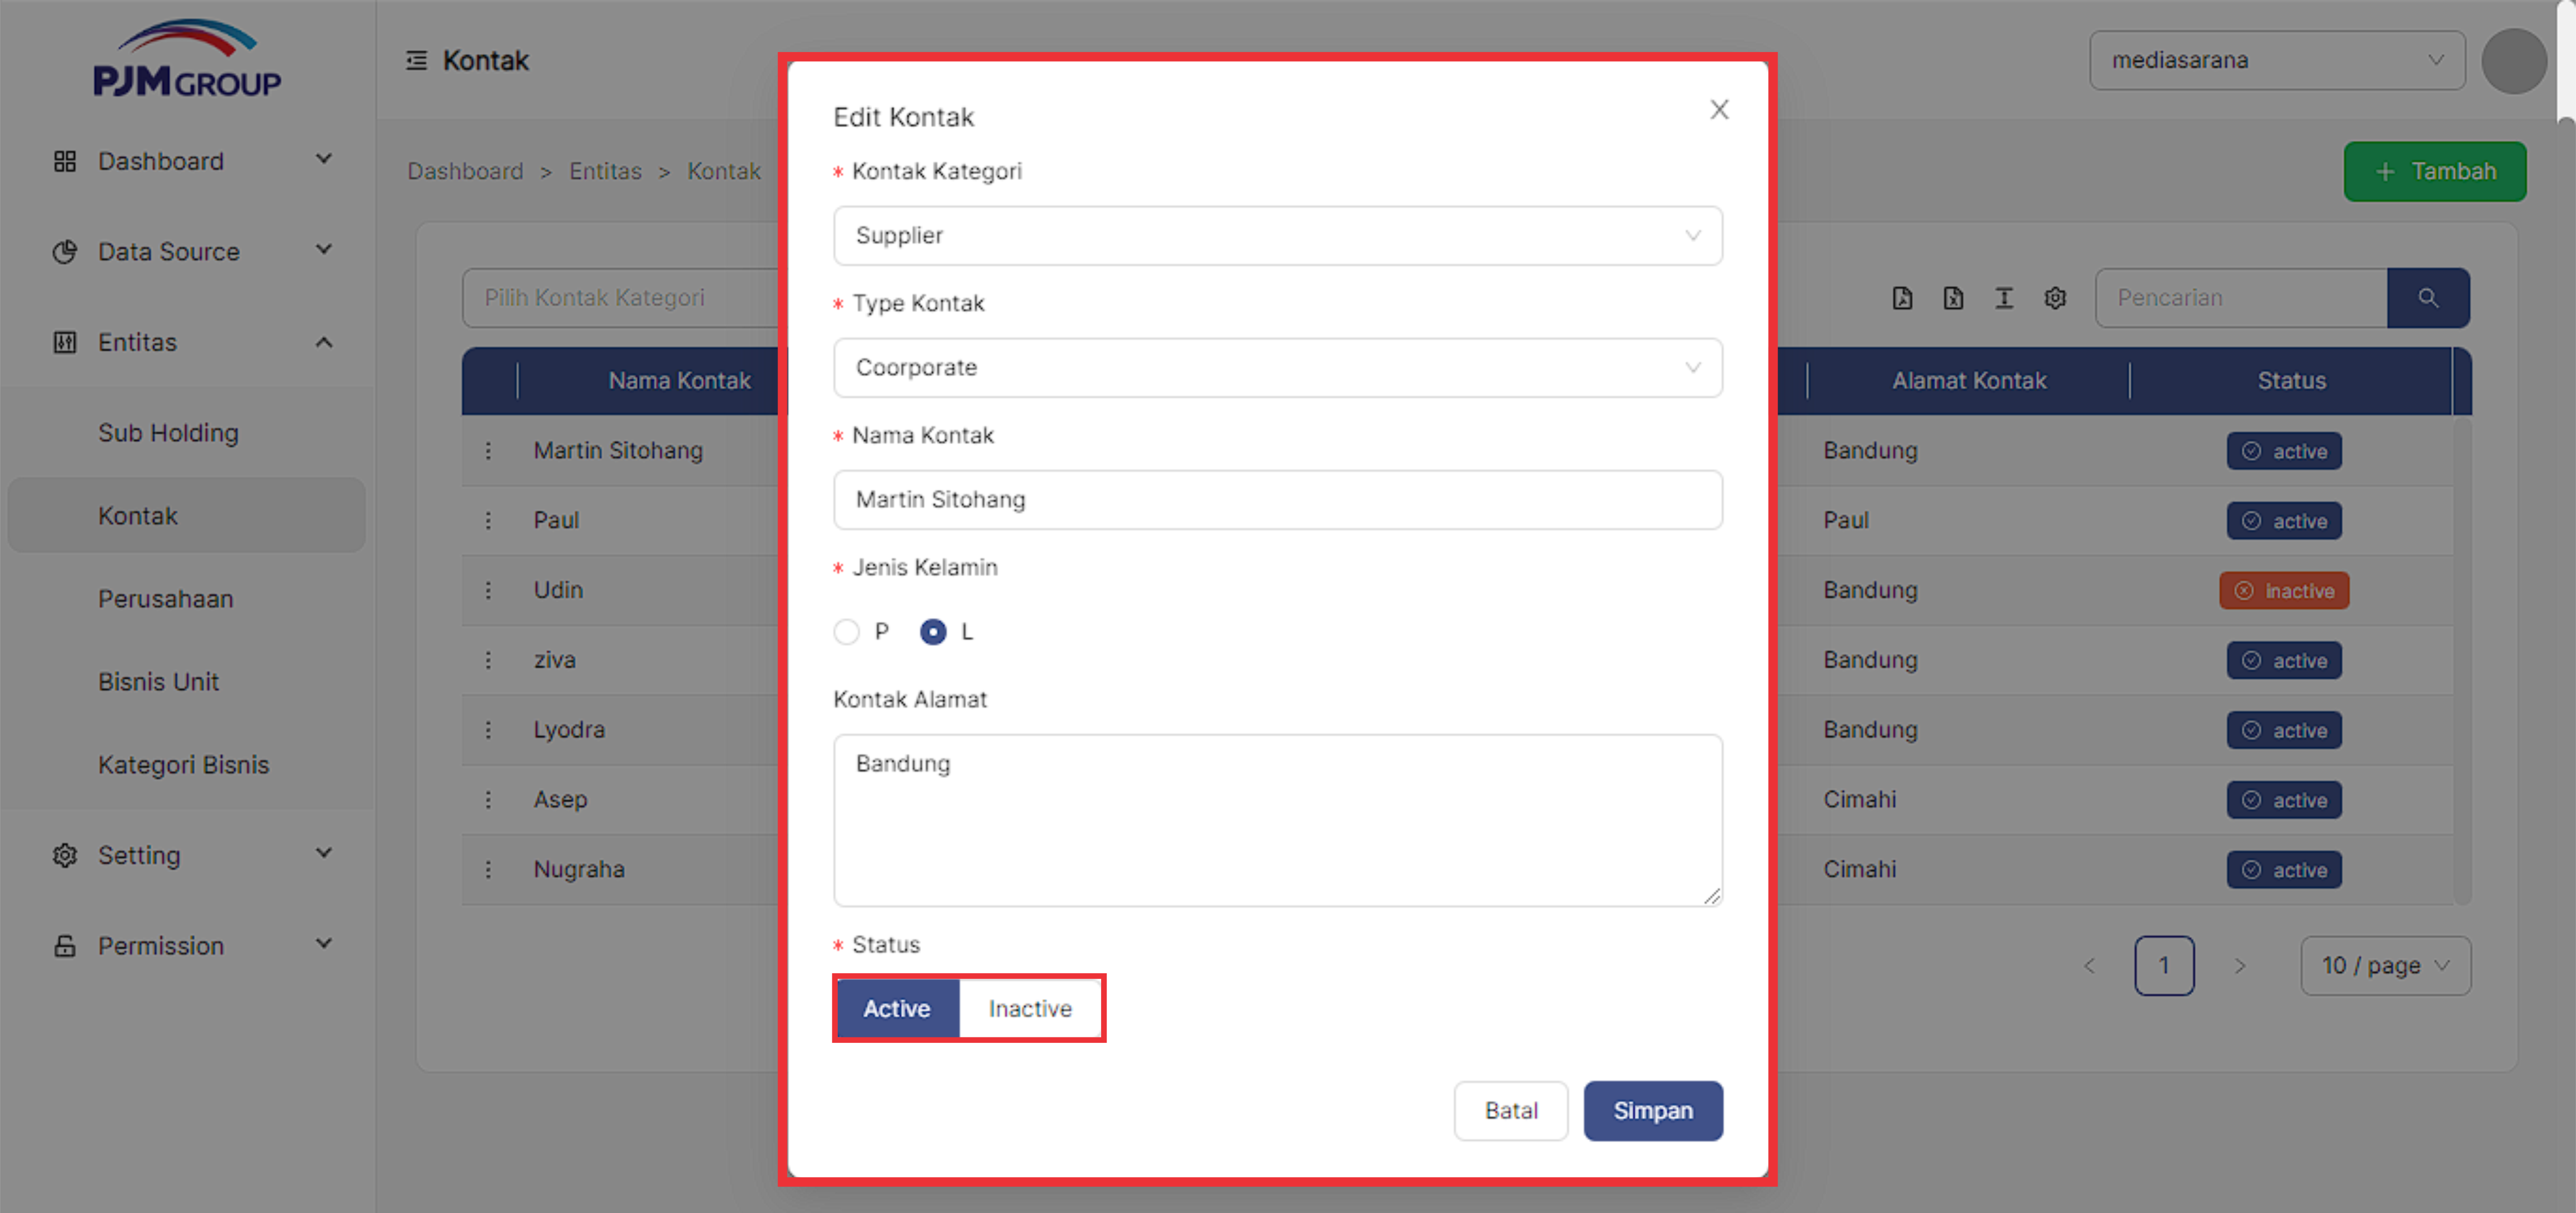 PJM GROUP
Dashboard
Data Source
Entitas
Sub Holding
Kontak
Perusahaan
Bisnis Unit
Kategori Bisnis
Setting
Permission
Kontak
mediasarana
Dashboard > Entitas > Kontak
+ Tambah
Pilih Kontak Kategori
Pencarian
Nama Kontak
Alamat Kontak
Status
Martin Sitohang
Bandung
active
Paul
Paul
active
Udin
Bandung
inactive
ziva
Bandung
active
Lyodra
Bandung
active
Asep
Cimahi
active
Nugraha
Cimahi
active
< 1 >
10 / page
Edit Kontak
* Kontak Kategori
Supplier
* Type Kontak
Coorporate
* Nama Kontak
Martin Sitohang
* Jenis Kelamin
P L
Kontak Alamat
Bandung
* Status
Active Inactive
Batal Simpan